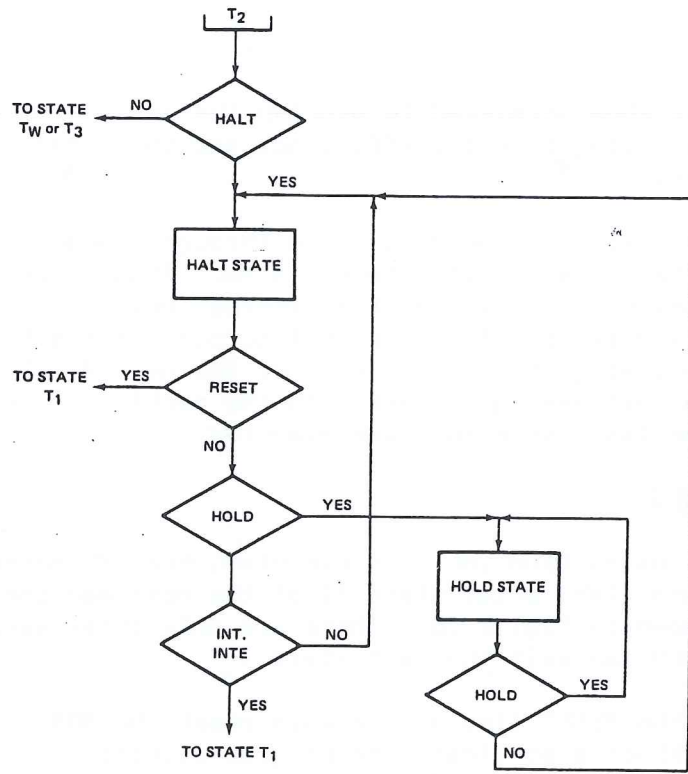 T2
HALT
NO
TO STATE
TW or T3
YES
HALT STATE
RESET
YES
TO STATE
T1
NO
HOLD
YES
HOLD STATE
INT.
INTE
NO
YES
TO STATE T1
HOLD
YES
NO